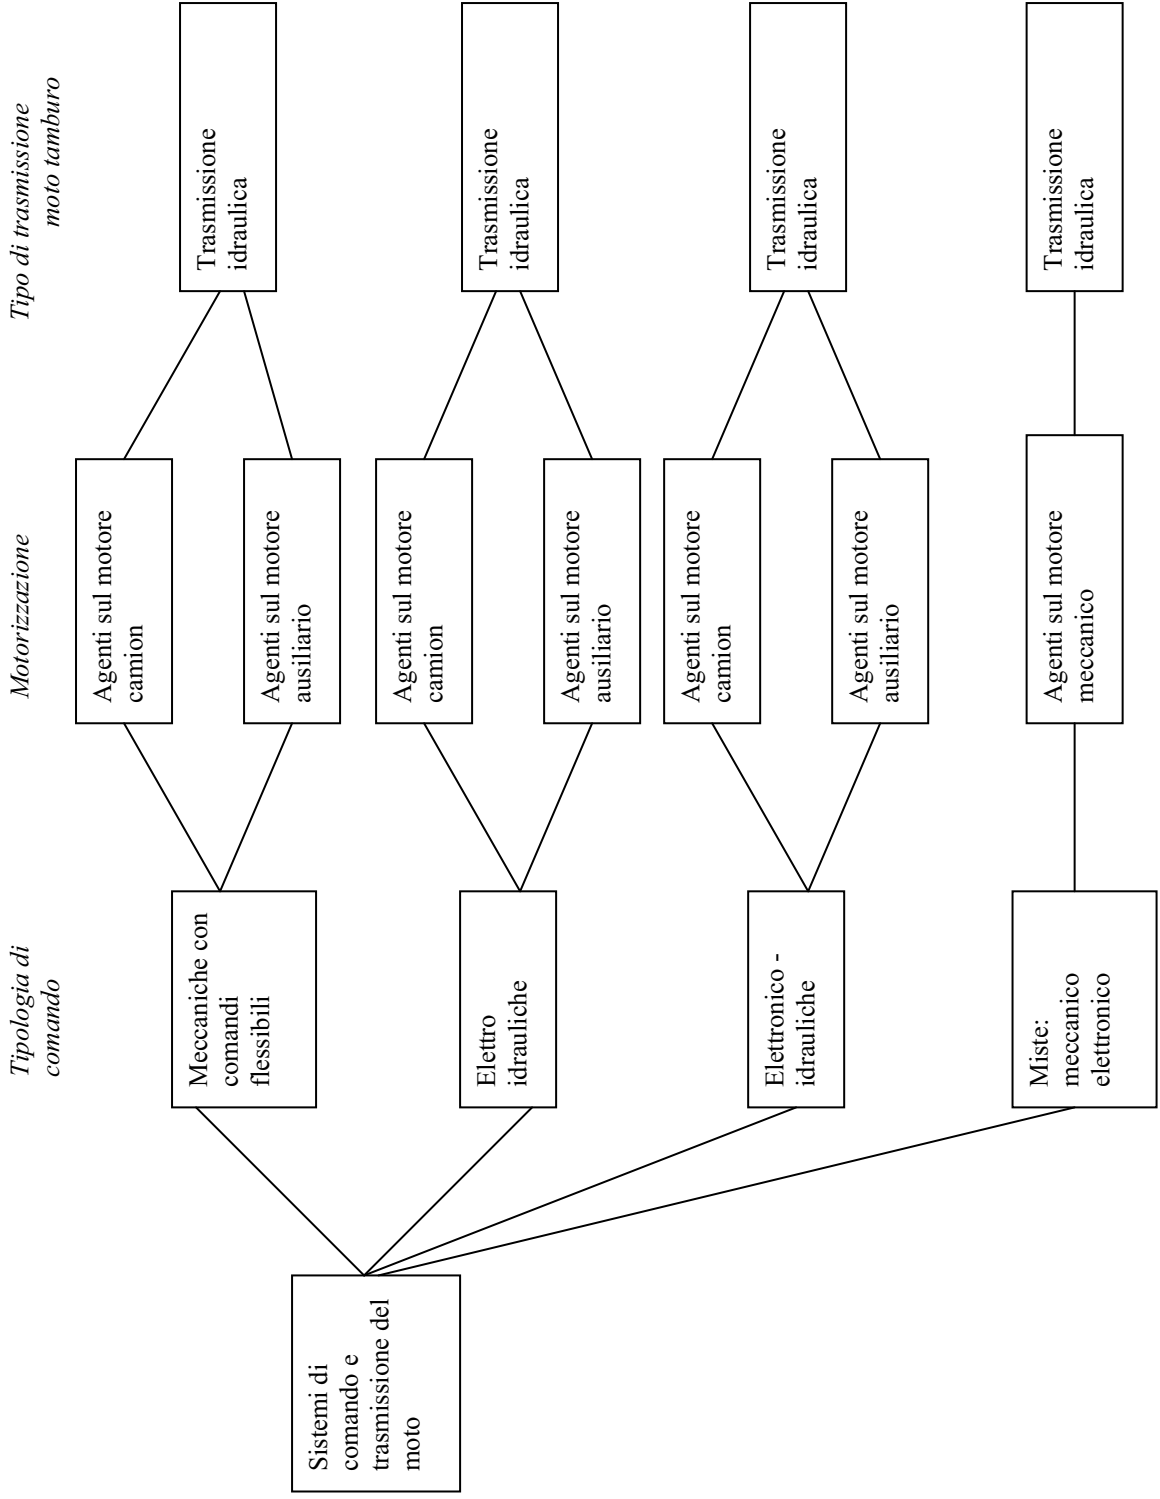 Tipologia di
comando
Motorizzazione
Tipo di trasmissione
moto tamburo
Sistemi di
comando e
trasmissione del
moto
Meccaniche con
comandi
flessibili
Agenti sul motore
camion
Agenti sul motore
ausiliario
Trasmissione
idraulica
Elettro
idrauliche
Agenti sul motore
camion
Agenti sul motore
ausiliario
Trasmissione
idraulica
Elettronico -
idrauliche
Agenti sul motore
camion
Agenti sul motore
ausiliario
Trasmissione
idraulica
Miste:
meccanico
elettronico
Agenti sul motore
meccanico
Trasmissione
idraulica